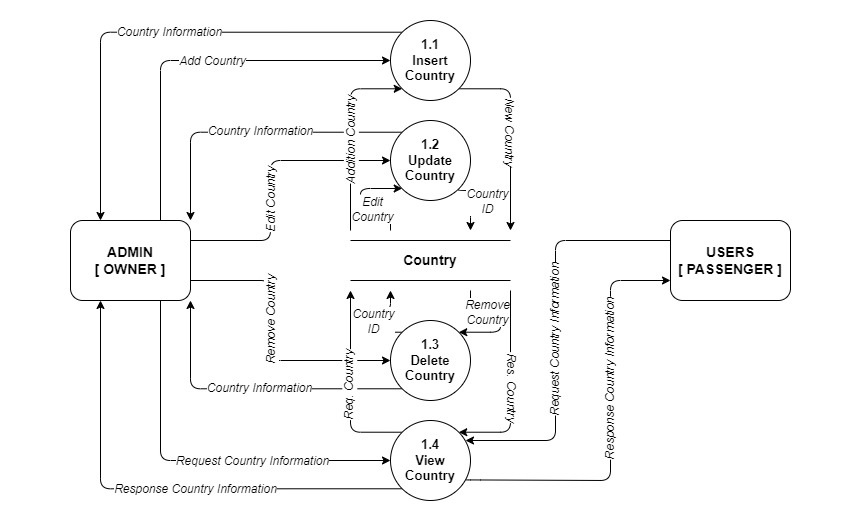 Country Information
1.1
Insert
Country
Add Country
Addition Country
New Country
Country Information
1.2
Update
Country
Edit Country
Edit
Country
Country
ID
ADMIN
[ OWNER ]
Country
USERS
[ PASSENGER ]
Remove Country
Country
ID
Remove
Country
1.3
Delete
Country
Country Information
Req. Country
Res. Country
Request Country Information
Response Country Information
1.4
View
Country
Request Country Information
Response Country Information